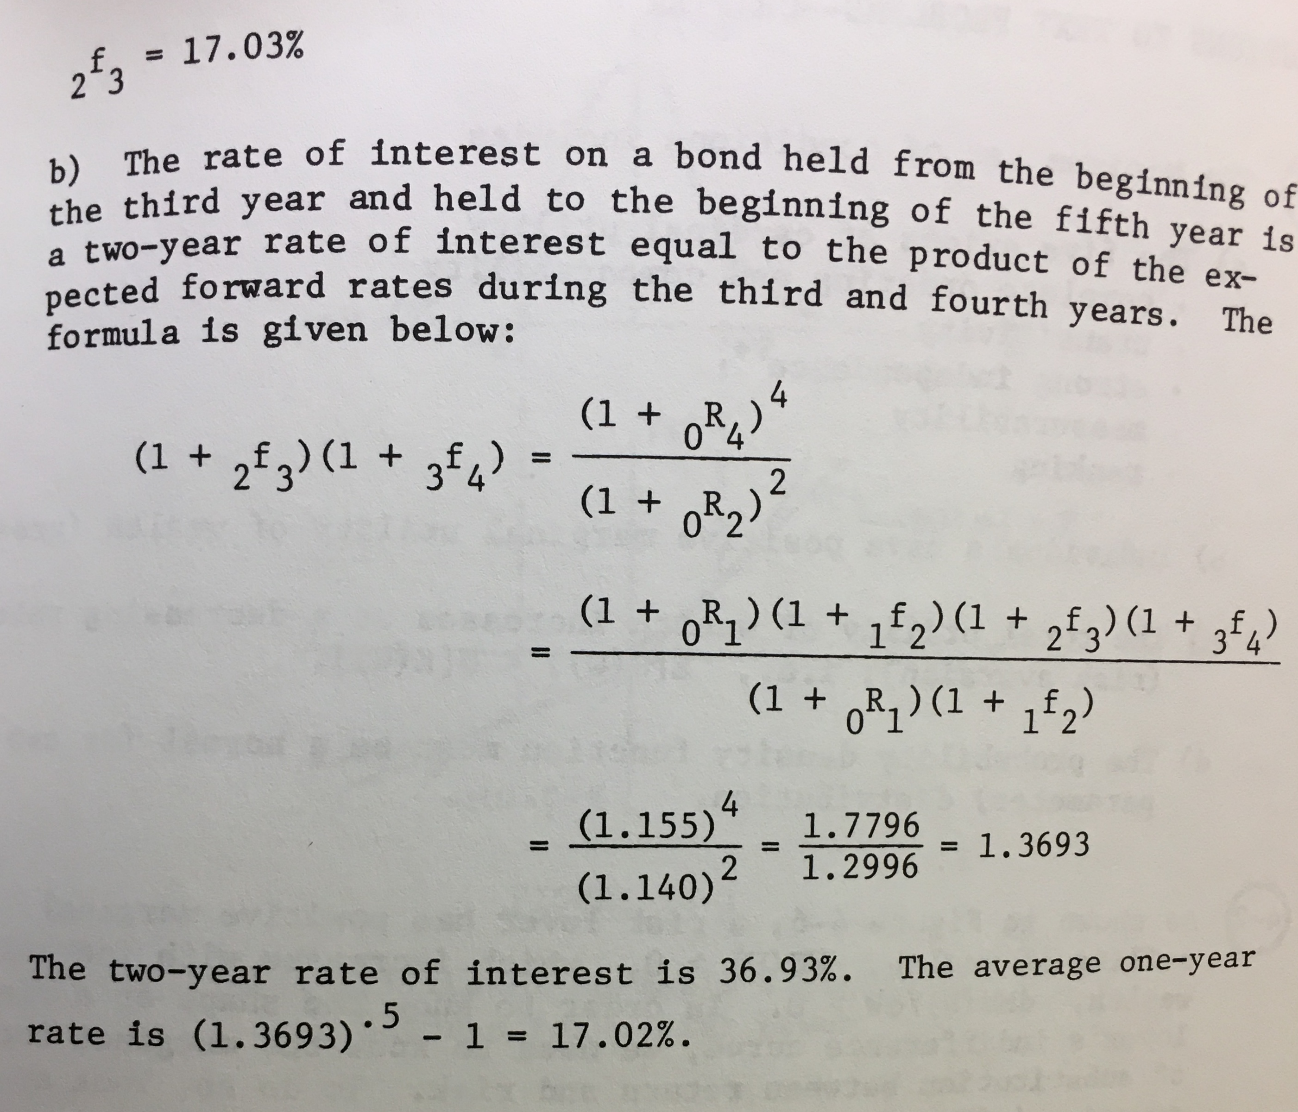 ₂f₃ = 17.03%
b) The rate of interest on a bond held from the beginning of
the third year and held to the beginning of the fifth year is
a two-year rate of interest equal to the product of the ex-
pected forward rates during the third and fourth years. The
formula is given below:
(1 + ₂f₃)(1 + ₃f₄) = (1 + ₀R₄)⁴ / (1 + ₀R₂)²
= (1 + ₀R₁)(1 + ₁f₂)(1 + ₂f₃)(1 + ₃f₄) / (1 + ₀R₁)(1 + ₁f₂)
= (1.155)⁴ / (1.140)² = 1.7796 / 1.2996 = 1.3693
The two-year rate of interest is 36.93%. The average one-year
rate is (1.3693)^.5 - 1 = 17.02%.